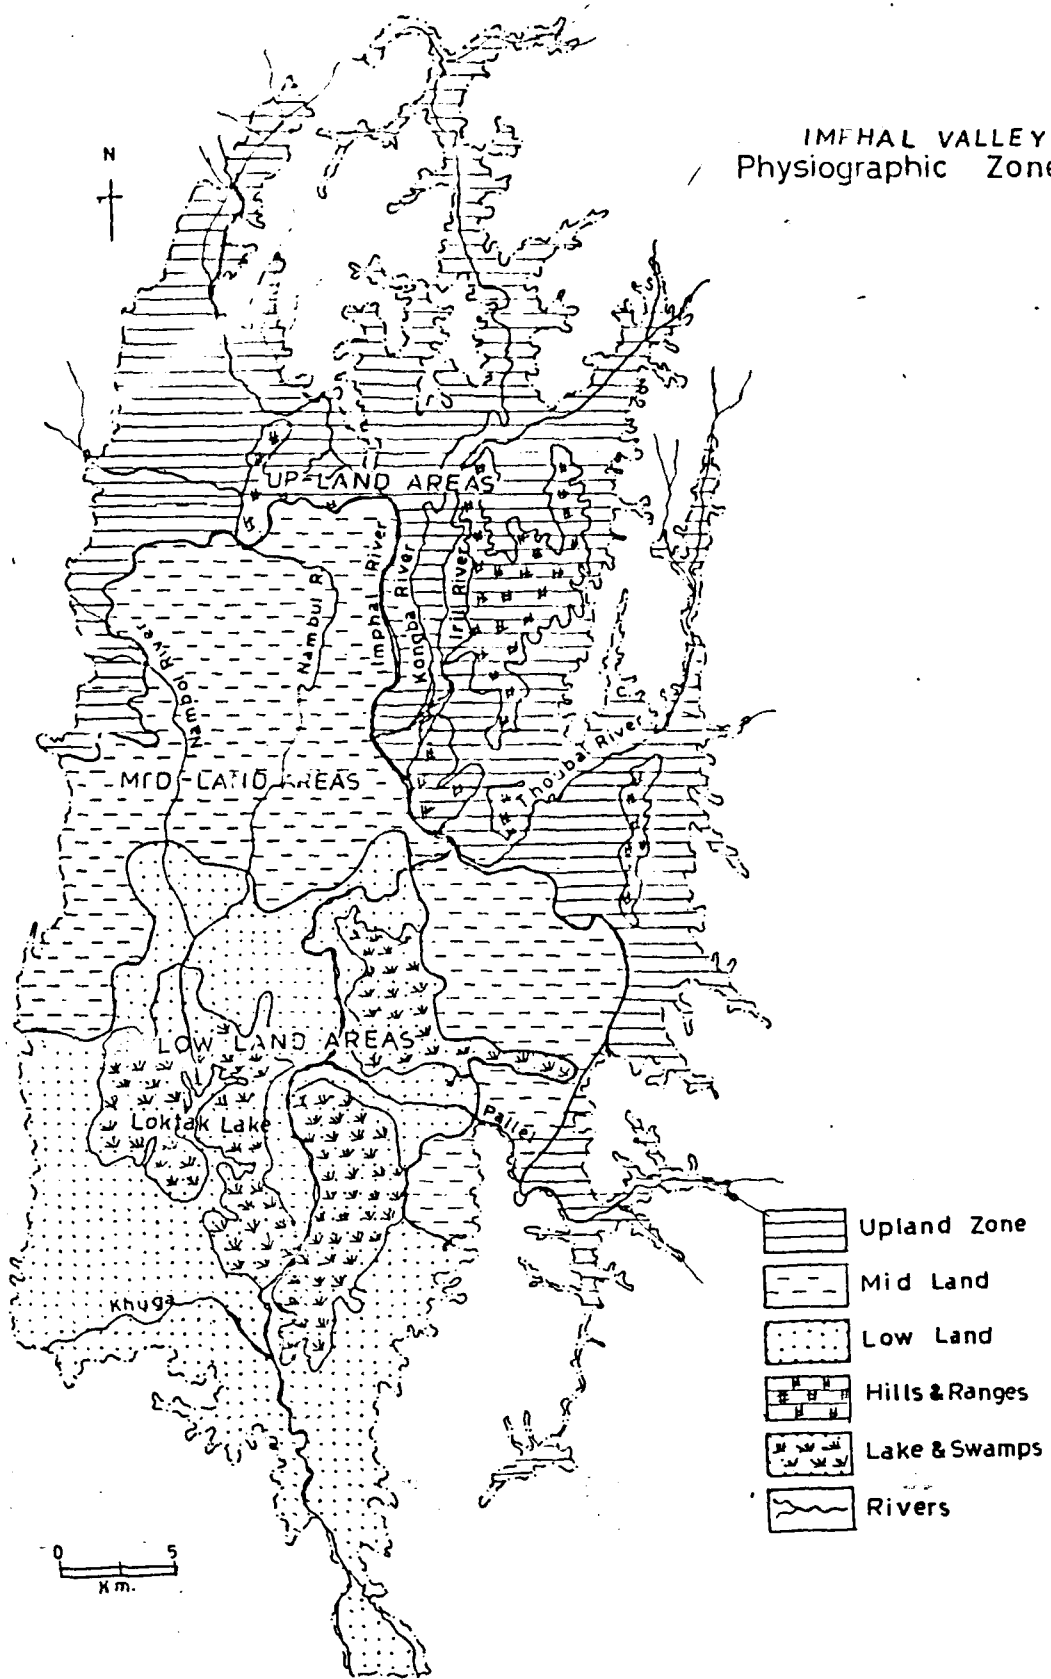 IMFHAL VALLEY
Physiographic Zone
N
UP-LAND AREAS
Imphal River
Kongba River
Iril River
Nambul R.
Nambol River
Thoubal River
MID-LAND AREAS
LOW LAND AREAS
Loktak Lake
Pallel
Khuga
Upland Zone
Mid Land
Low Land
Hills & Ranges
Lake & Swamps
Rivers
0 5
Km.